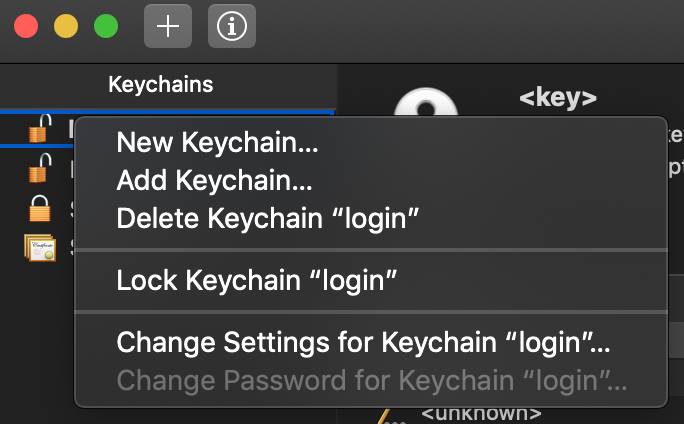 Keychains
<key>
New Keychain...
Add Keychain...
Delete Keychain “login”
Lock Keychain “login”
Change Settings for Keychain “login”...
Change Password for Keychain “login”...
<unknown>